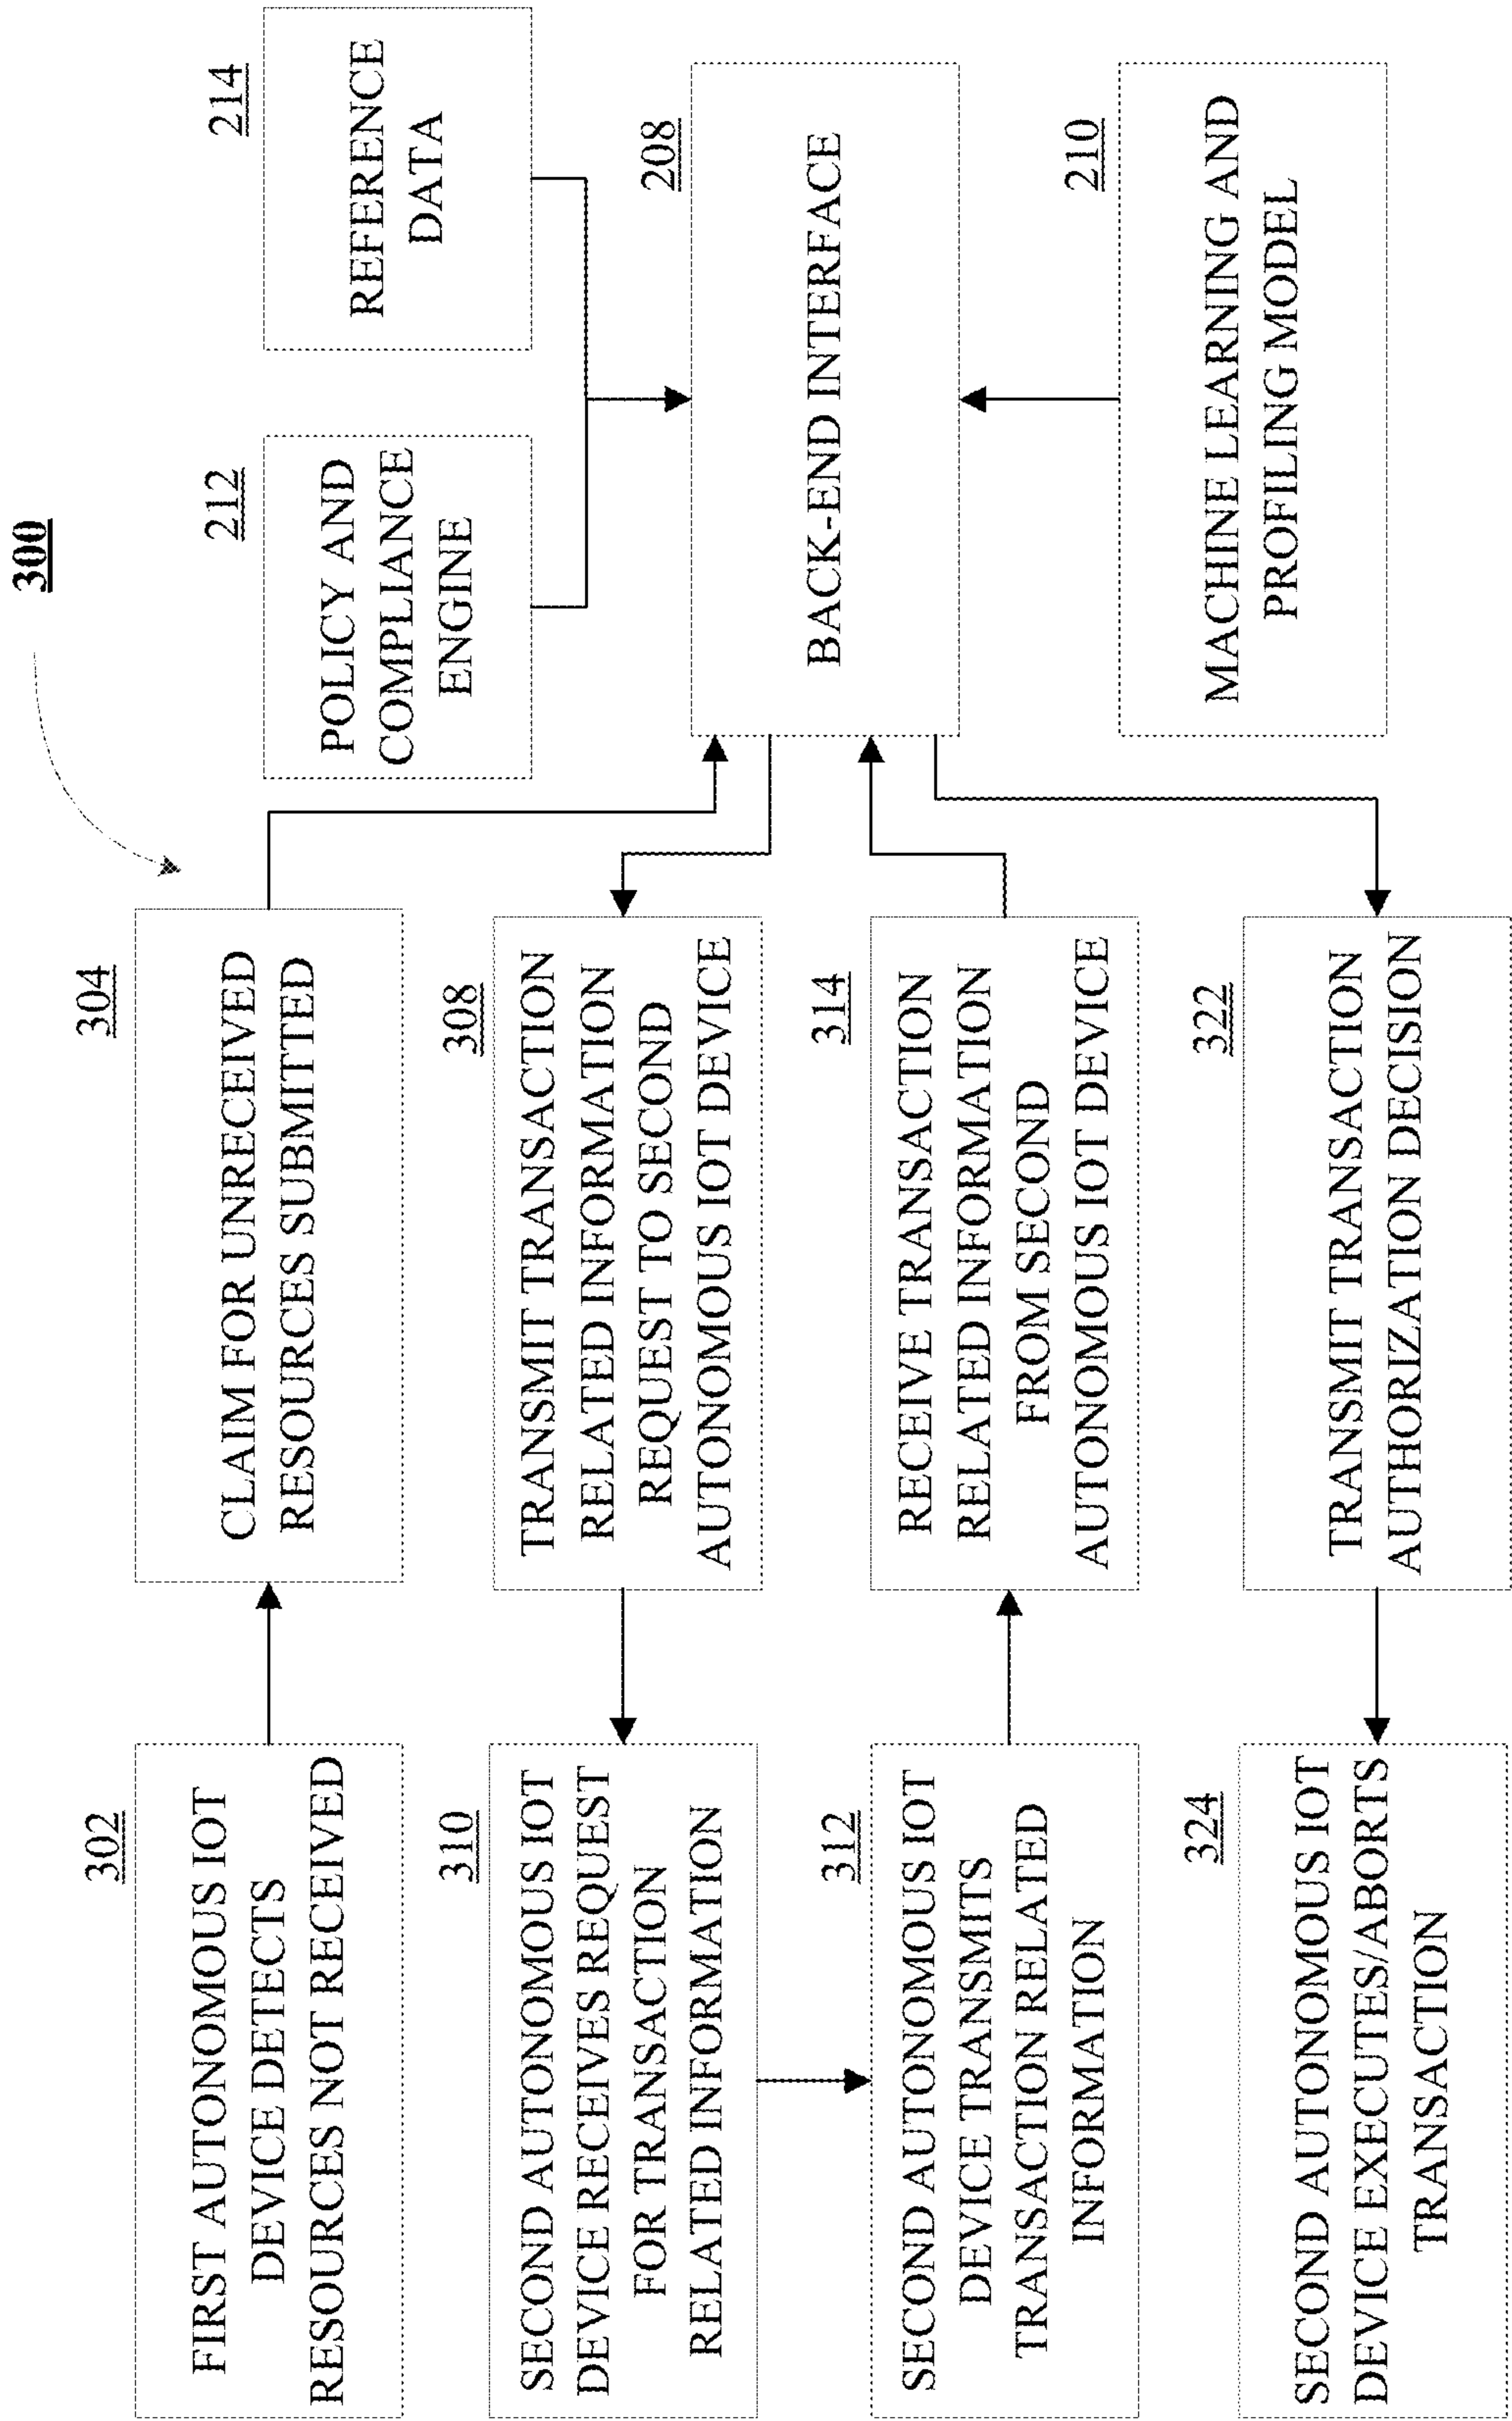 300
302
FIRST AUTONOMOUS IOT
DEVICE DETECTS
RESOURCES NOT RECEIVED
304
CLAIM FOR UNRECEIVED
RESOURCES SUBMITTED
212
POLICY AND
COMPLIANCE
ENGINE
214
REFERENCE
DATA
310
SECOND AUTONOMOUS IOT
DEVICE RECEIVES REQUEST
FOR TRANSACTION
RELATED INFORMATION
308
TRANSMIT TRANSACTION
RELATED INFORMATION
REQUEST TO SECOND
AUTONOMOUS IOT DEVICE
208
BACK-END INTERFACE
312
SECOND AUTONOMOUS IOT
DEVICE TRANSMITS
TRANSACTION RELATED
INFORMATION
314
RECEIVE TRANSACTION
RELATED INFORMATION
FROM SECOND
AUTONOMOUS IOT DEVICE
210
MACHINE LEARNING AND
PROFILING MODEL
324
SECOND AUTONOMOUS IOT
DEVICE EXECUTES/ABORTS
TRANSACTION
322
TRANSMIT TRANSACTION
AUTHORIZATION DECISION